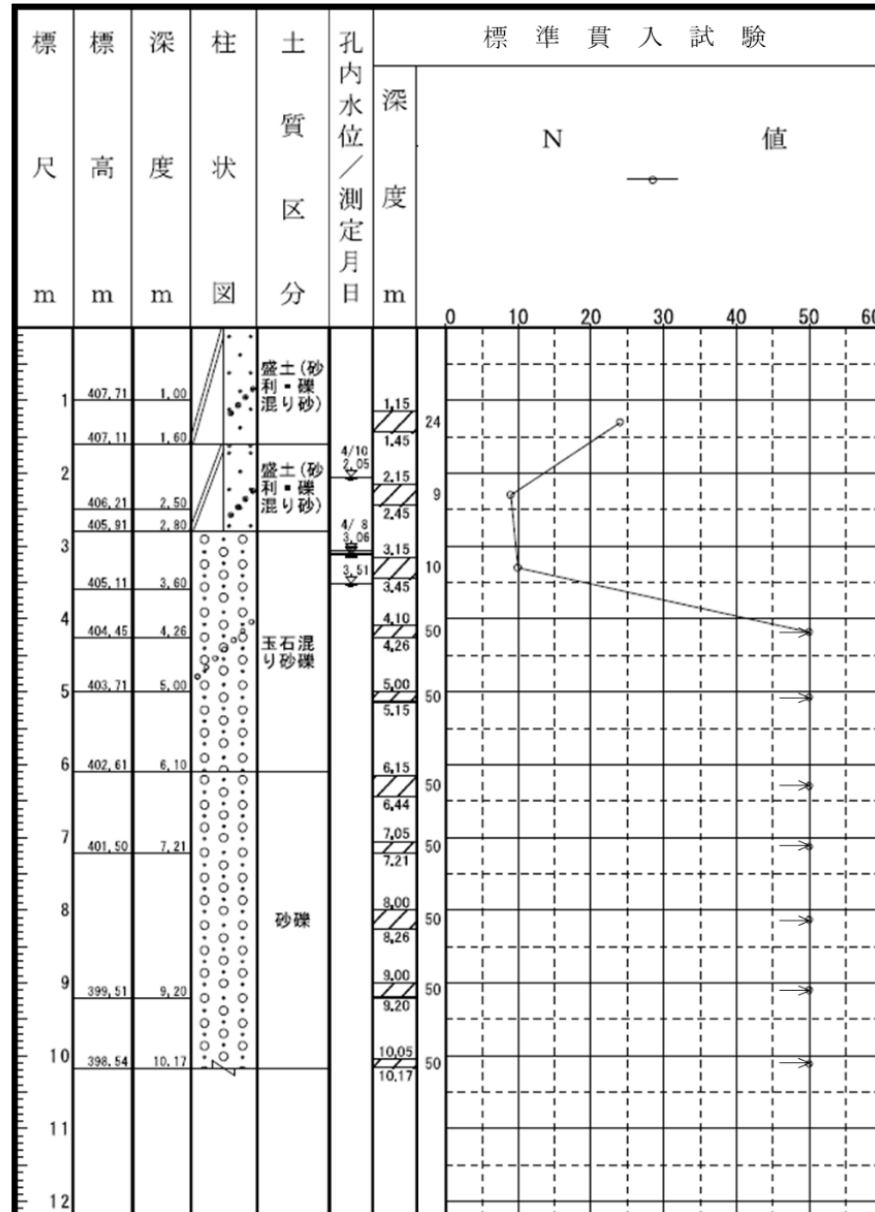 標尺 m
標高 m
深度 m
柱状図
土質区分
孔内水位／測定月日
標準貫入試験
深度 m
N 値
0 10 20 30 40 50 60
盛土(砂
利・礫
混り砂)
1 407.71 1.00
1.15
24
407.11 1.60
1.45
4/10
2.05
2
盛土(砂
利・礫
混り砂)
2.15
9
406.21 2.50
2.45
405.91 2.80
4/ 8
3.06
3
3.15
3.51
10
405.11 3.60
3.45
4
4.10
50
404.45 4.26
4.26
玉石混
り砂礫
5 403.71 5.00
5.00
50
5.15
6 402.61 6.10
6.15
50
6.44
7
7.05
50
401.50 7.21
7.21
8
8.00
50
砂礫
8.26
9
9.00
50
399.51 9.20
9.20
10
10.05
50
398.54 10.17
10.17
11
12